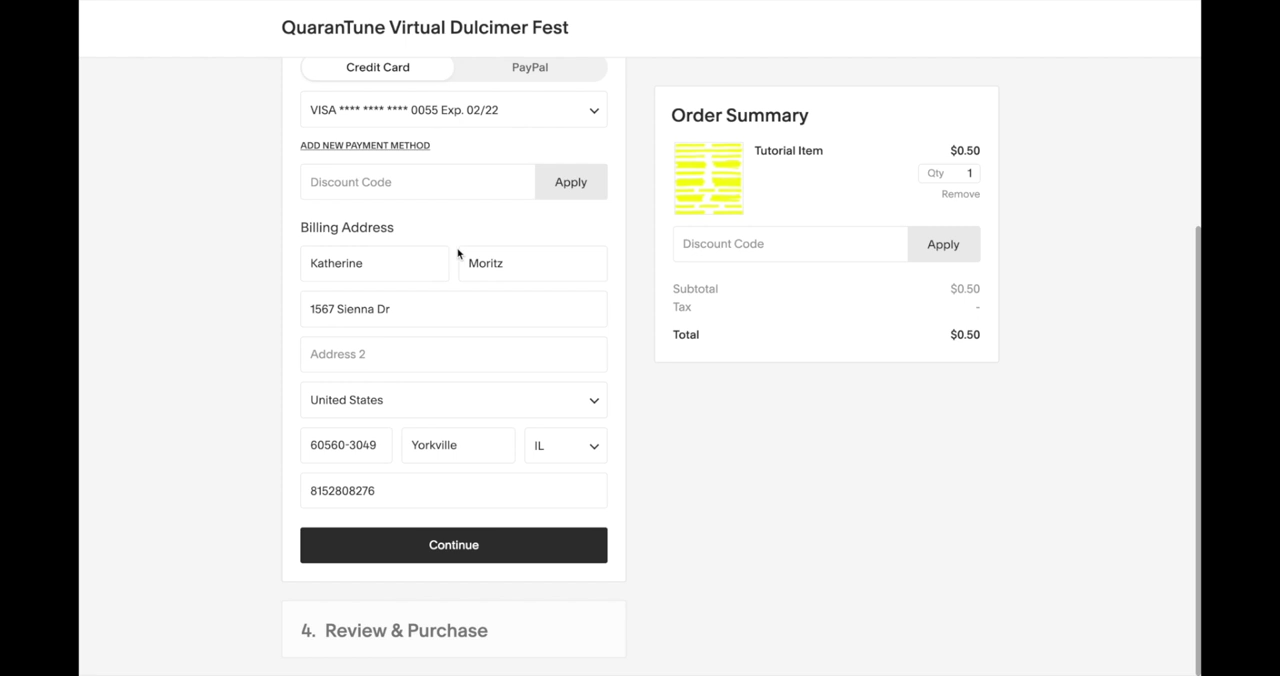 QuaranTune Virtual Dulcimer Fest
Credit Card
PayPal
VISA **** **** **** 0055 Exp. 02/22
ADD NEW PAYMENT METHOD
Discount Code
Apply
Billing Address
Katherine
Moritz
1567 Sienna Dr
Address 2
United States
60560-3049
Yorkville
IL
8152808276
Continue
4. Review & Purchase
Order Summary
Tutorial Item
$0.50
Qty 1
Remove
Discount Code
Apply
Subtotal $0.50
Tax -
Total $0.50